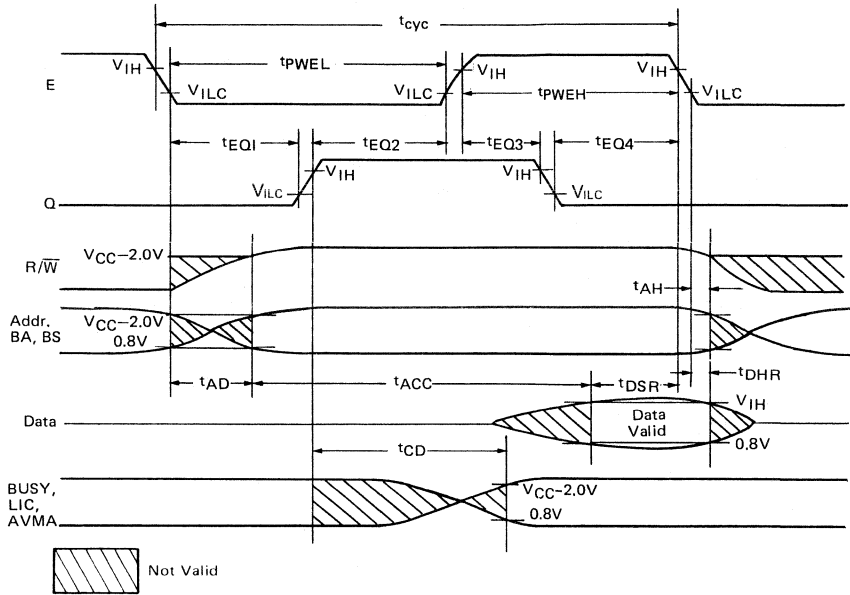 tcyc
VIH
tPWEL
VIH
VIH
E
VILC
VILC
tPWEH
VILC
tEQ1
tEQ2
tEQ3
tEQ4
VIH
VIH
VILC
VILC
Q
VCC–2.0V
R/W̅
tAH
Addr.
BA, BS
VCC–2.0V
0.8V
tAD
tACC
tDSR
tDHR
VIH
Data
Data
Valid
0.8V
tCD
BUSY,
LIC,
AVMA
VCC–2.0V
0.8V
Not Valid